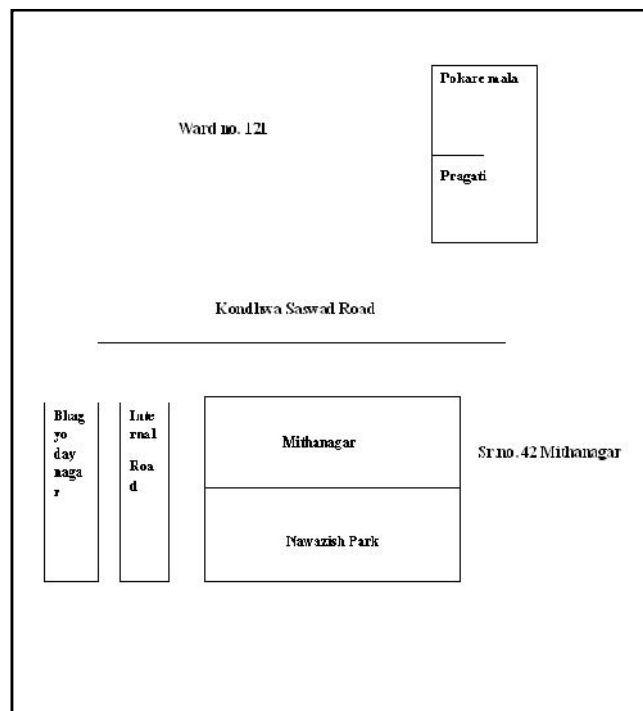 Pokare mala
Ward no. 121
Pragati
Kondhwa Saswad Road
Bhag
yo
day
naga
r
Inte
rnal
Roa
d
Mithanagar
Sr.no. 42 Mithanagar
Nawazish Park